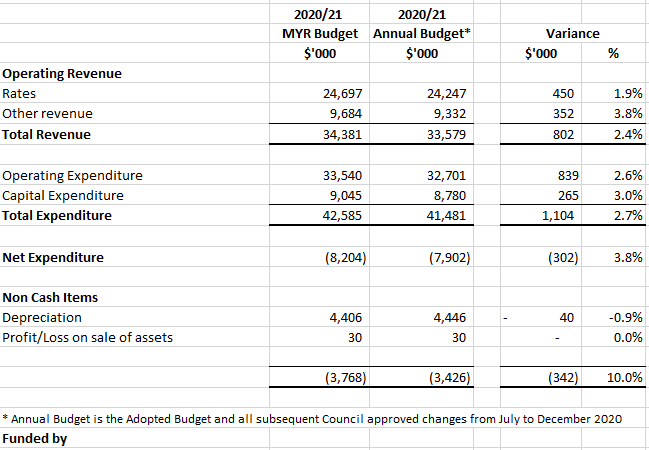 2020/21 2020/21
MYR Budget Annual Budget* Variance
$'000 $'000 $'000 %
Operating Revenue
Rates 24,697 24,247 450 1.9%
Other revenue 9,684 9,332 352 3.8%
Total Revenue 34,381 33,579 802 2.4%
Operating Expenditure 33,540 32,701 839 2.6%
Capital Expenditure 9,045 8,780 265 3.0%
Total Expenditure 42,585 41,481 1,104 2.7%
Net Expenditure (8,204) (7,902) (302) 3.8%
Non Cash Items
Depreciation 4,406 4,446 - 40 -0.9%
Profit/Loss on sale of assets 30 30 - 0.0%
(3,768) (3,426) (342) 10.0%
* Annual Budget is the Adopted Budget and all subsequent Council approved changes from July to December 2020
Funded by